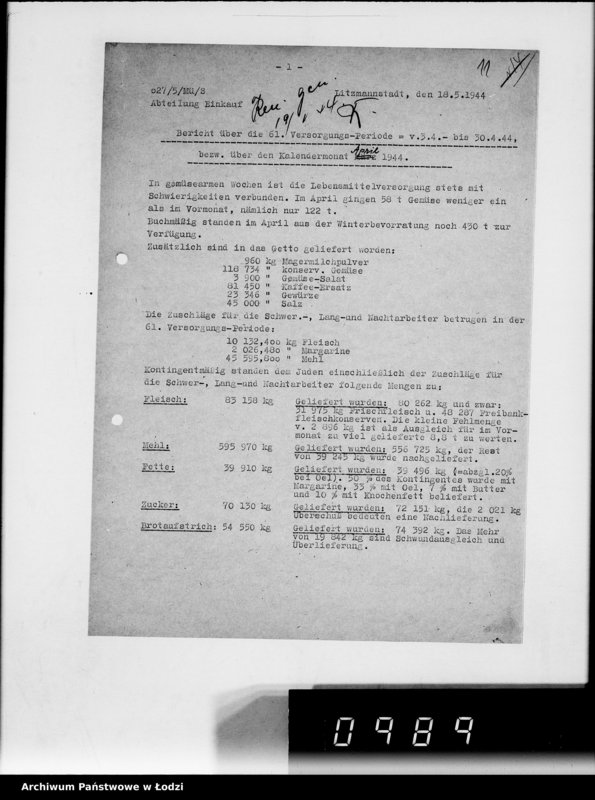 - 1 -
11
027/5/Mü/S
Litzmannstadt, den 18.5.1944
Abteilung Einkauf
Bericht über die 61. Versorgungs-Periode = v.3.4.- bis 30.4.44,
bezw. über den Kalendermonat April 1944.
In gemüsearmen Wochen ist die Lebensmittelversorgung stets mit
Schwierigkeiten verbunden. Im April gingen 58 t Gemüse weniger ein
als im Vormonat, nämlich nur 122 t.
Buchmäßig standen im April aus der Winterbevorratung noch 430 t zur
Verfügung.
Zusätzlich sind in das Getto geliefert worden:
960 kg Magermilchpulver
118 734 " konserv. Gemüse
3 900 " Gemüse-Salat
81 450 " Kaffee-Ersatz
23 346 " Gewürze
45 000 " Salz
Die Zuschläge für die Schwer.-, Lang-und Nachtarbeiter betrugen in der
61. Versorgungs-Periode:
10 132,400 kg Fleisch
2 026,480 " Margarine
45 595,800 " Mehl
Kontingentmäßig standen dem Juden einschließlich der Zuschläge für
die Schwer-, Lang-und Nachtarbeiter folgende Mengen zu:
Fleisch: 83 158 kg Geliefert wurden: 80 262 kg und zwar:
31 975 kg Frischfleisch u. 48 287 Freibank-
fleischkonserven. Die kleine Fehlmenge
v. 2 896 kg ist als Ausgleich für im Vor-
monat zu viel gelieferte 8,8 t zu werten.
Mehl: 595 970 kg Geliefert wurden: 556 725 kg, der Rest
von 39 245 kg wurde nachgeliefert.
Fette: 39 910 kg Geliefert wurden: 39 496 kg (=abzgl.20%
bei Oel). 50 % des Kontingentes wurde mit
Margarine, 33 % mit Oel, 7 % mit Butter
und 10 % mit Knochenfett beliefert.
Zucker: 70 130 kg Geliefert wurden: 72 151 kg, die 2 021 kg
Überschuß bedeuten eine Nachlieferung.
Brotaufstrich: 54 550 kg Geliefert wurden: 74 392 kg. Das Mehr
von 19 842 kg sind Schwundausgleich und
Überlieferung.
0989
Archiwum Państwowe w Łodzi